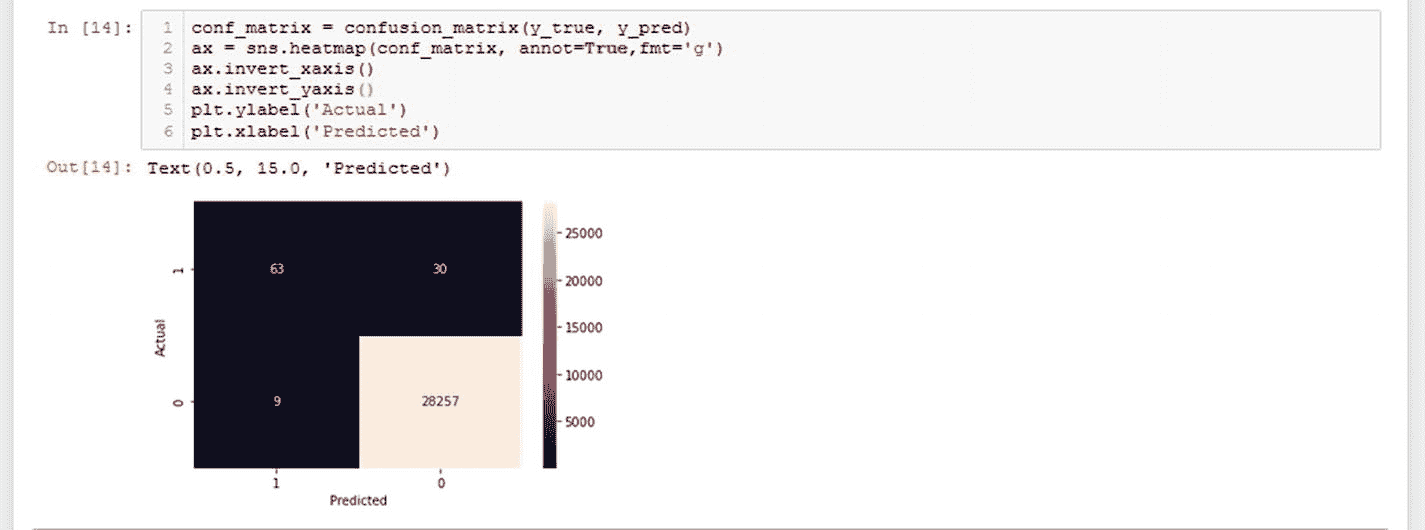 In [14]:
1 conf_matrix = confusion_matrix(y_true, y_pred)
2 ax = sns.heatmap(conf_matrix, annot=True,fmt='g')
3 ax.invert_xaxis()
4 ax.invert_yaxis()
5 plt.ylabel('Actual')
6 plt.xlabel('Predicted')
Out[14]: Text(0.5, 15.0, 'Predicted')
25000
20000
15000
10000
5000
1
63 30
Actual
0
9 28257
1 0
Predicted